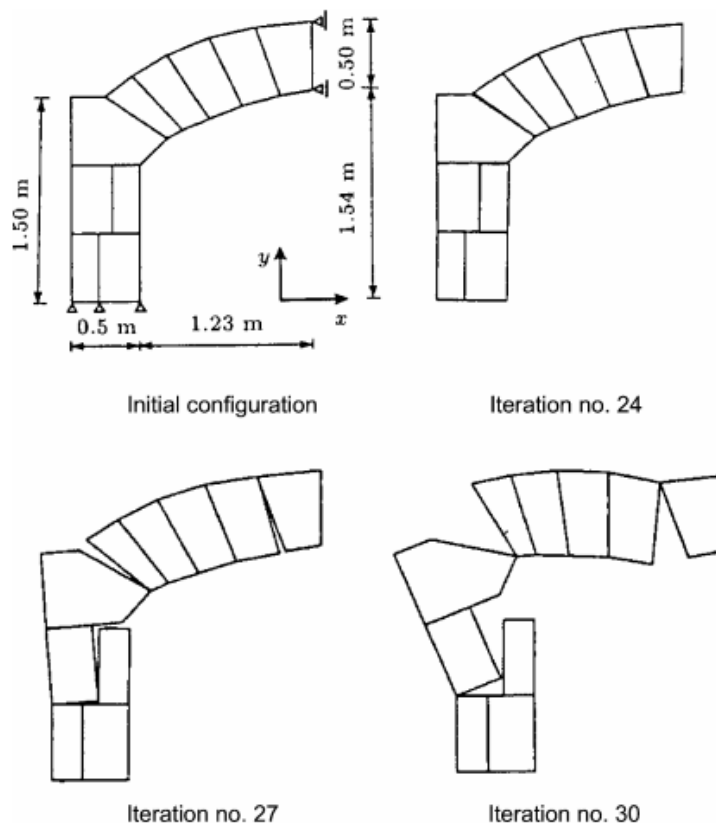 0.50 m
1.50 m
1.54 m
y
x
0.5 m
1.23 m
Initial configuration
Iteration no. 24
Iteration no. 27
Iteration no. 30